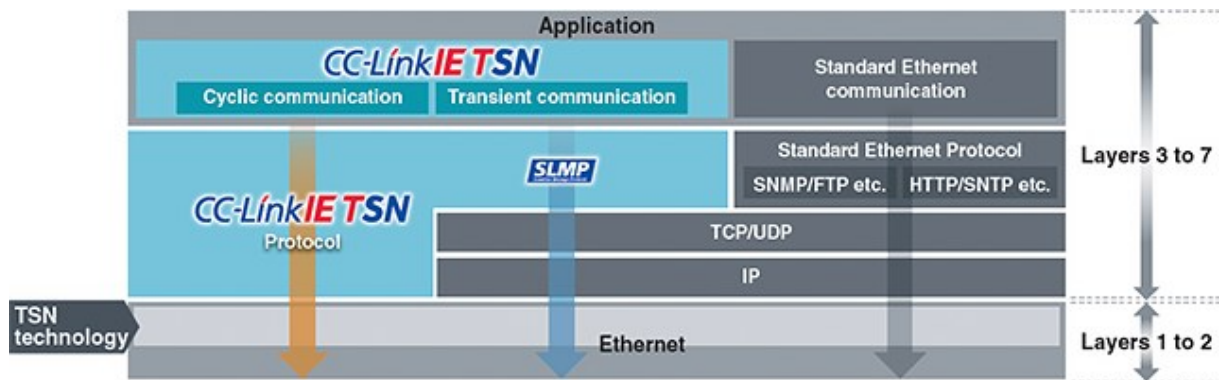 Application
CC-Link IE TSN
Cyclic communication
Transient communication
Standard Ethernet
communication
SLMP
Standard Ethernet Protocol
SNMP/FTP etc.
HTTP/SNTP etc.
CC-Link IE TSN
Protocol
TCP/UDP
IP
Layers 3 to 7
TSN
technology
Ethernet
Layers 1 to 2